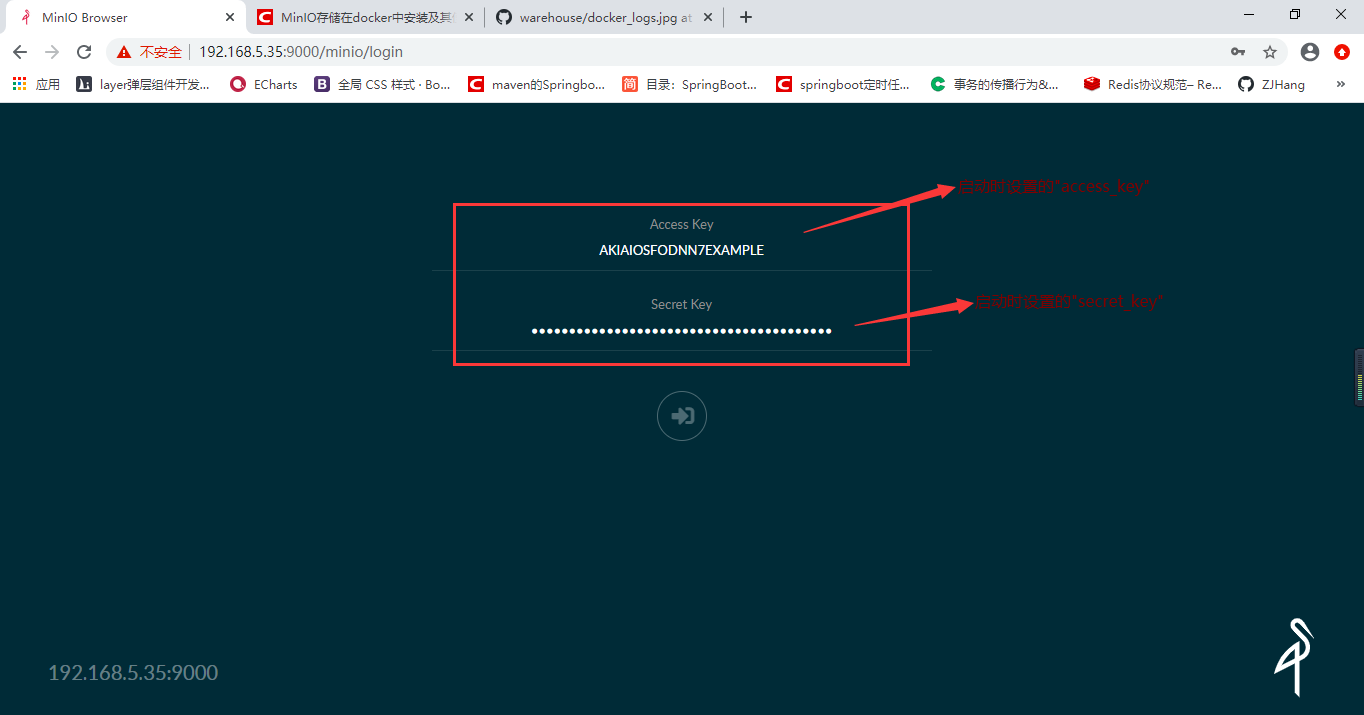 MinIO Browser
MinIO存储在docker中安装及其
warehouse/docker_logs.jpg at
不安全 192.168.5.35:9000/minio/login
应用 layer弹层组件开发... ECharts 全局 CSS 样式 · Bo... maven的Springbo... 简 目录：SpringBoot... springboot定时任... 事务的传播行为&... Redis协议规范– Re... ZJHang
启动时设置的"access key"
Access Key
AKIAIOSFODNN7EXAMPLE
启动时设置的"secret_key"
Secret Key
192.168.5.35:9000